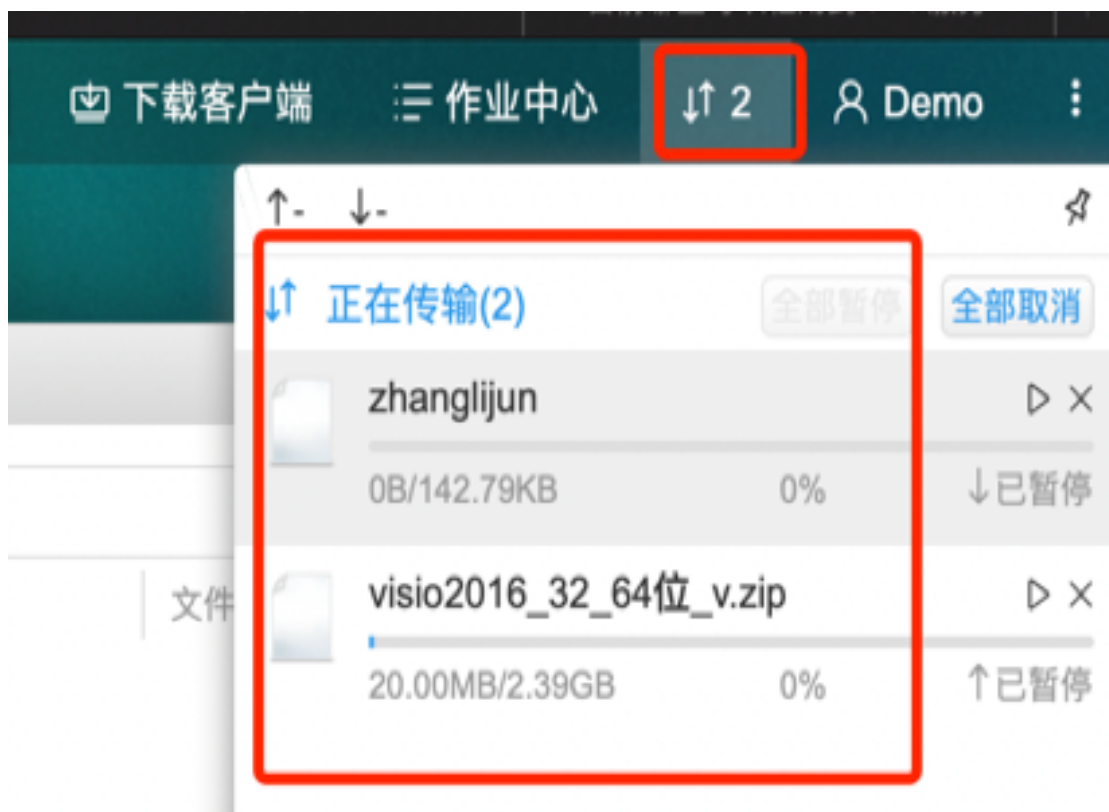 下载客户端 作业中心 ↓↑ 2 Demo
↑- ↓-
↓↑ 正在传输(2) 全部暂停 全部取消
zhanglijun
0B/142.79KB 0% ↓已暂停
文件 visio2016_32_64位_v.zip
20.00MB/2.39GB 0% ↑已暂停